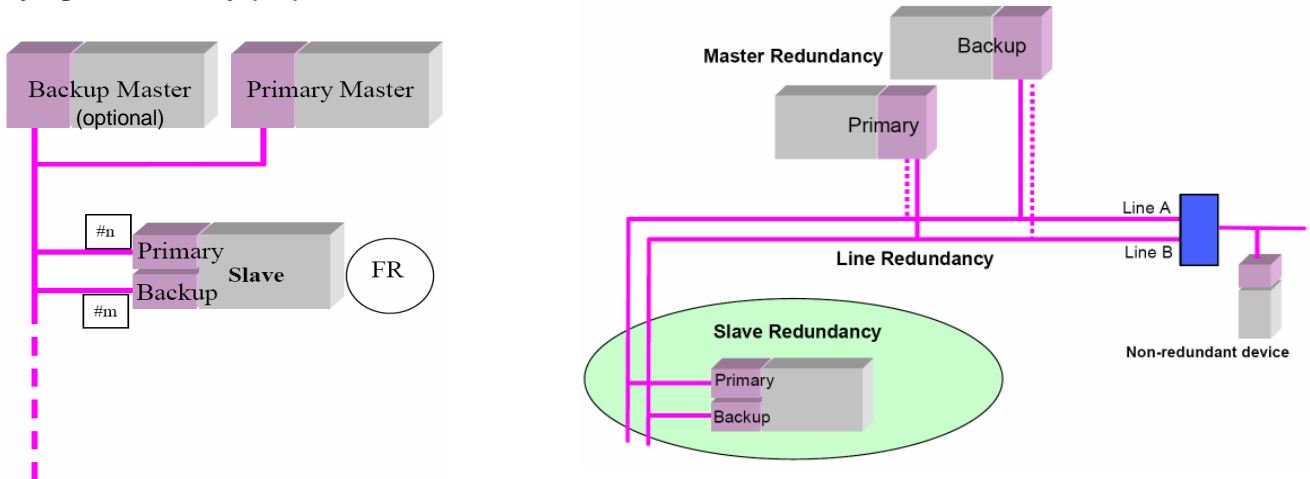 Backup Master
(optional)
Primary Master
#n
Primary
Slave
Backup
#m
FR
Master Redundancy
Backup
Primary
Line A
Line B
Line Redundancy
Slave Redundancy
Primary
Backup
Non-redundant device